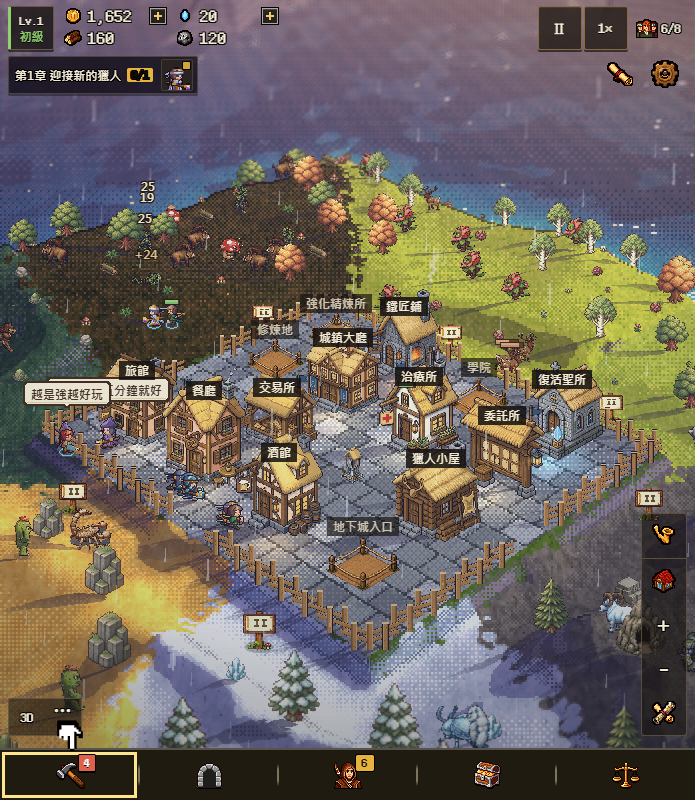 Lv.1
初級
1,652
20
160
120
II
1x
6/8
第1章 迎接新的獵人 0/1
25
19
25
+24
強化精煉所
鐵匠鋪
修煉地
城鎮大廳
旅館
餐廳
交易所
治療所
學院
復活聖所
越是強越好玩
分鐘就好
委託所
酒館
獵人小屋
地下城入口
II
II
II
II
II
II
3D
+
−
4
6